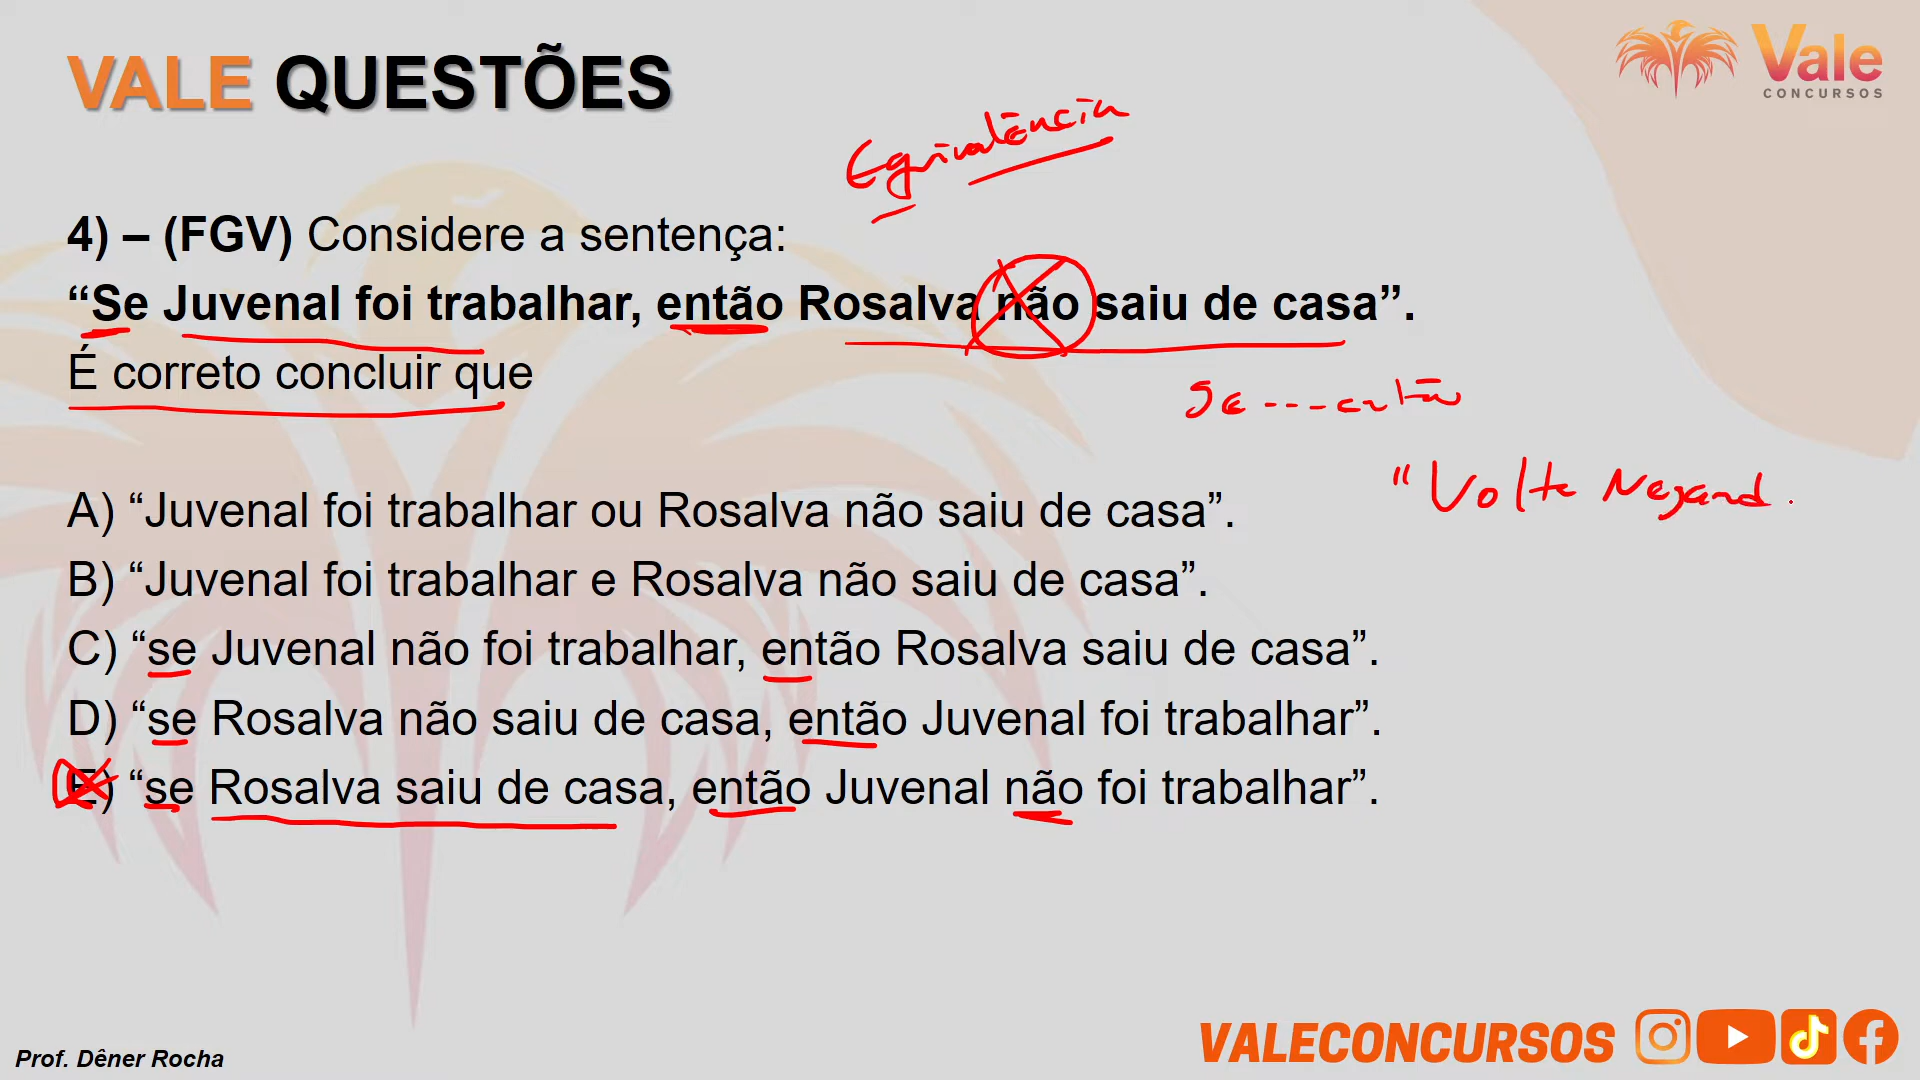 VALE QUESTÕES
Vale
CONCURSOS
Equivalência
4) – (FGV) Considere a sentença:
“Se Juvenal foi trabalhar, então Rosalva não saiu de casa”.
É correto concluir que
Se ---então
"Volte Negand
A) “Juvenal foi trabalhar ou Rosalva não saiu de casa”.
B) “Juvenal foi trabalhar e Rosalva não saiu de casa”.
C) “se Juvenal não foi trabalhar, então Rosalva saiu de casa”.
D) “se Rosalva não saiu de casa, então Juvenal foi trabalhar”.
E) “se Rosalva saiu de casa, então Juvenal não foi trabalhar”.
VALECONCURSOS
Prof. Dêner Rocha